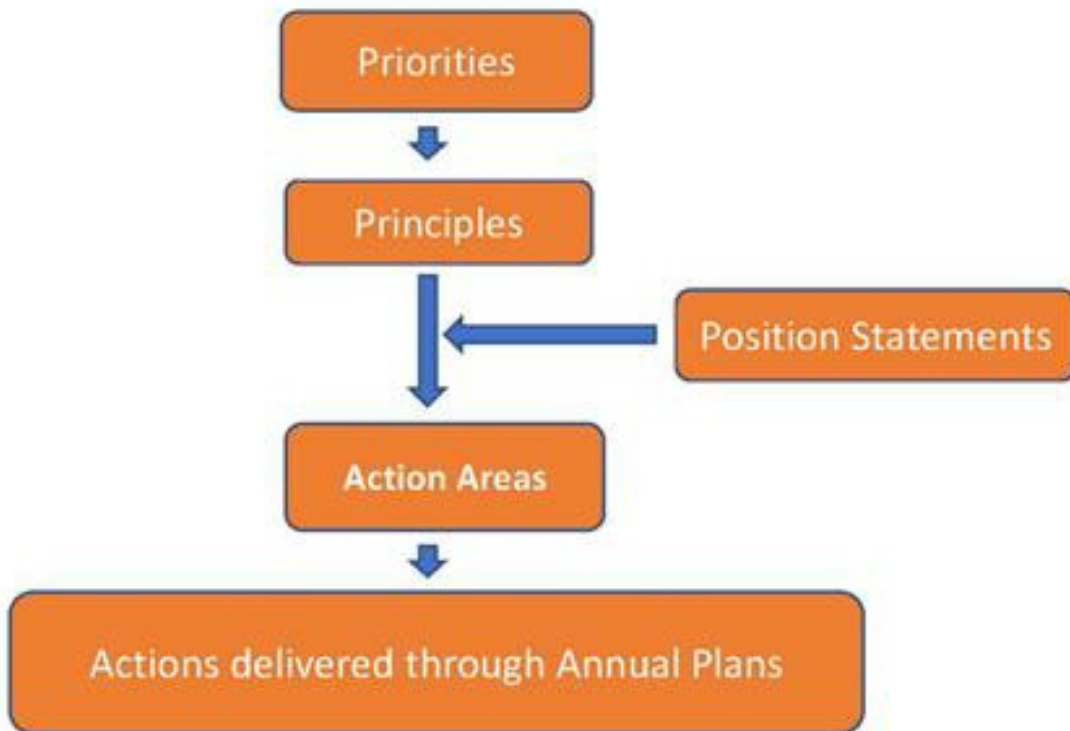 Priorities
Principles
Position Statements
Action Areas
Actions delivered through Annual Plans